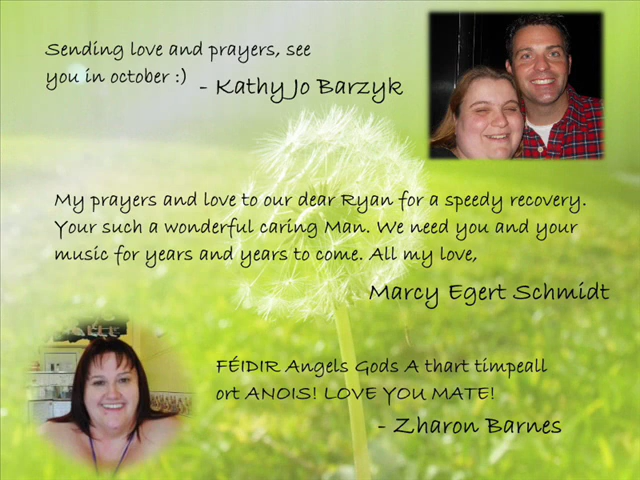 Sending love and prayers, see
you in october :) - Kathy Jo Barzyk
My prayers and love to our dear Ryan for a speedy recovery.
Your such a wonderful caring Man. We need you and your
music for years and years to come. All my love,
Marcy Egert Schmidt
FÉIDIR Angels Gods A thart timpeall
ort ANOIS! LOVE YOU MATE!
- Zharon Barnes